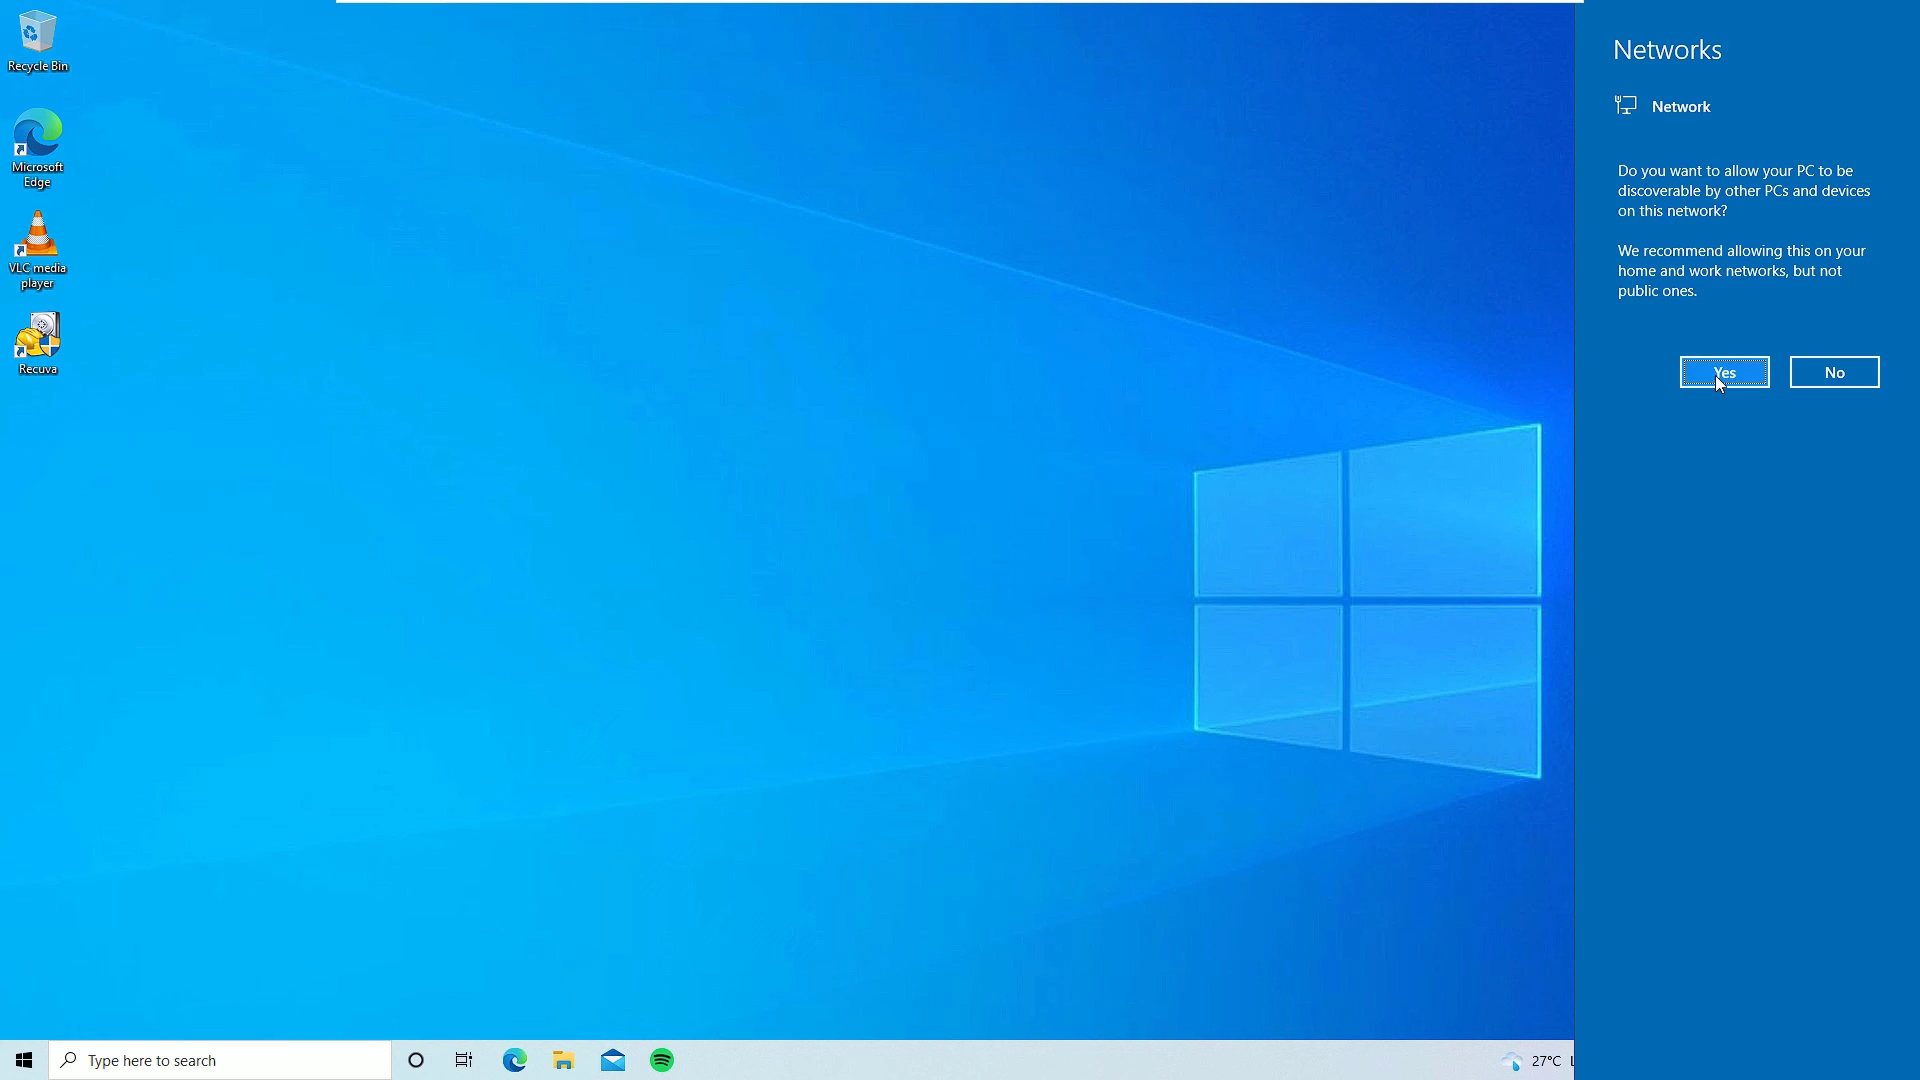 Recycle Bin
Microsoft
Edge
VLC media
player
Recuva
Networks
Network
Do you want to allow your PC to be
discoverable by other PCs and devices
on this network?
We recommend allowing this on your
home and work networks, but not
public ones.
Yes
No
Type here to search
27°C